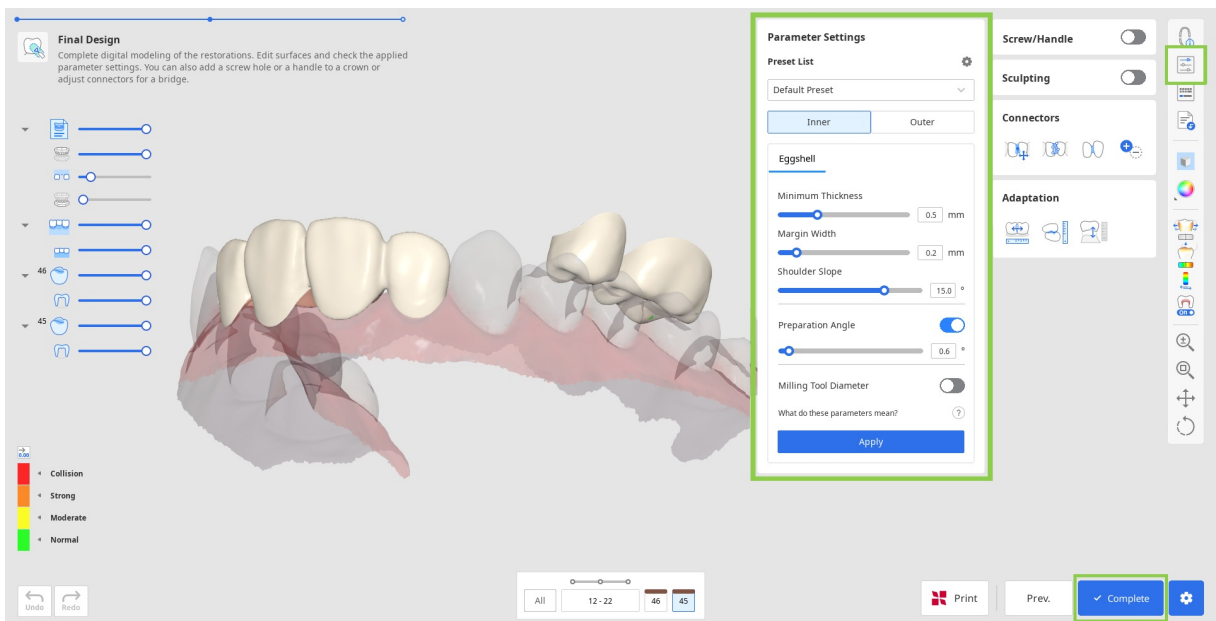 Final Design
Complete digital modeling of the restorations. Edit surfaces and check the applied
parameter settings. You can also add a screw hole or a handle to a crown or
adjust connectors for a bridge.
46
45
0.00
Collision
Strong
Moderate
Normal
Undo
Redo
All
12 - 22
46
45
Parameter Settings
Preset List
Default Preset
Inner
Outer
Eggshell
Minimum Thickness
0.5 mm
Margin Width
0.2 mm
Shoulder Slope
15.0 °
Preparation Angle
0.6 °
Milling Tool Diameter
What do these parameters mean?
?
Apply
Screw/Handle
Sculpting
Connectors
Adaptation
ON
Print
Prev.
Complete